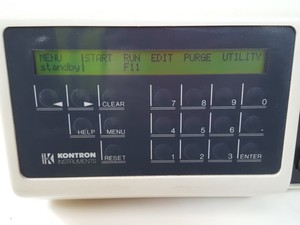 MENU |START RUN EDIT PURGE UTILITY
standby| F11
CLEAR 7 8 9 0
HELP MENU 4 5 6 -
KONTRON
INSTRUMENTS
RESET 1 2 3 ENTER